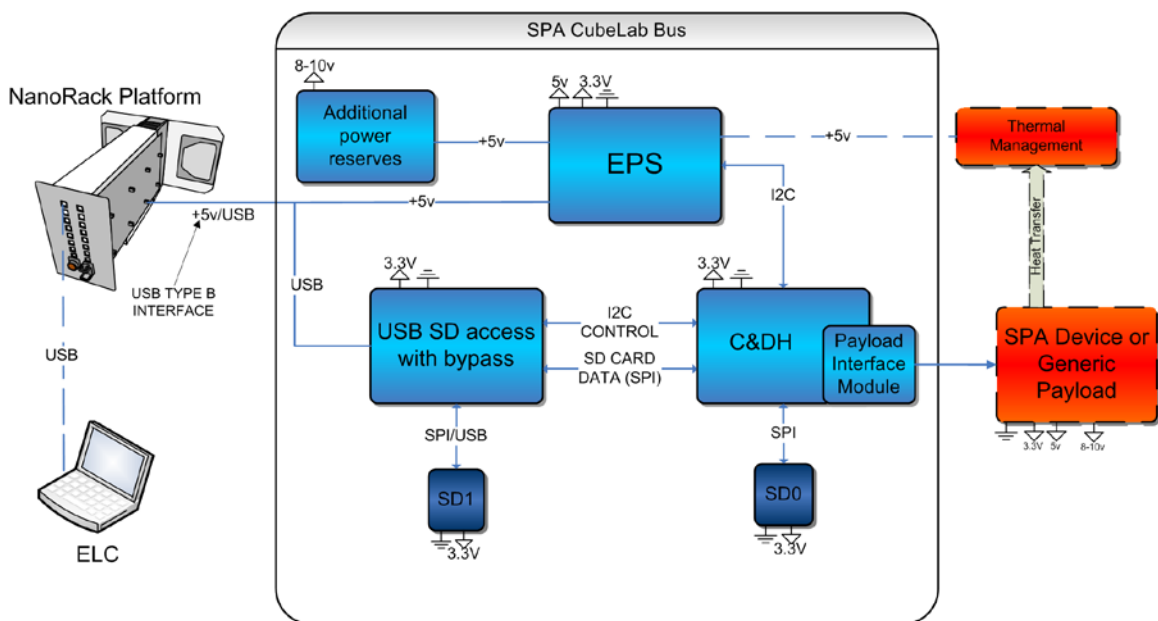 SPA CubeLab Bus
NanoRack Platform
8-10v
Additional
power
reserves
+5v
5v
3.3V
EPS
+5v
Thermal
Management
+5v/USB
+5v
I2C
Heat Transfer
USB TYPE B
INTERFACE
USB
3.3V
USB SD access
with bypass
I2C
CONTROL
SD CARD
DATA (SPI)
3.3V
C&DH
Payload
Interface
Module
SPA Device or
Generic
Payload
3.3V
5v
8-10v
USB
SPI/USB
SPI
SD1
3.3V
SD0
3.3V
ELC